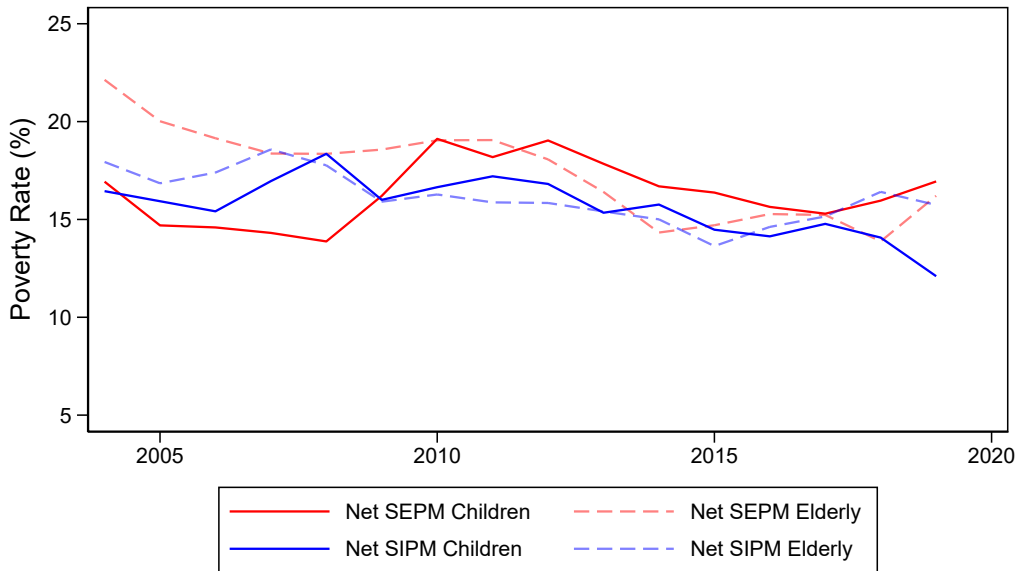 25
20
15
10
5
Poverty Rate (%)
2005 2010 2015 2020
Net SEPM Children Net SEPM Elderly
Net SIPM Children Net SIPM Elderly